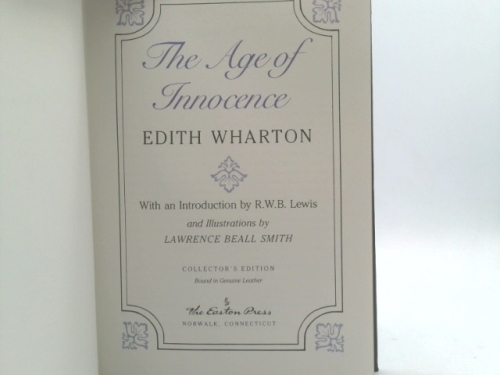 The Age of
Innocence
EDITH WHARTON
With an Introduction by R.W.B. Lewis
and Illustrations by
LAWRENCE BEALL SMITH
COLLECTOR'S EDITION
Bound in Genuine Leather
The Easton Press
NORWALK, CONNECTICUT